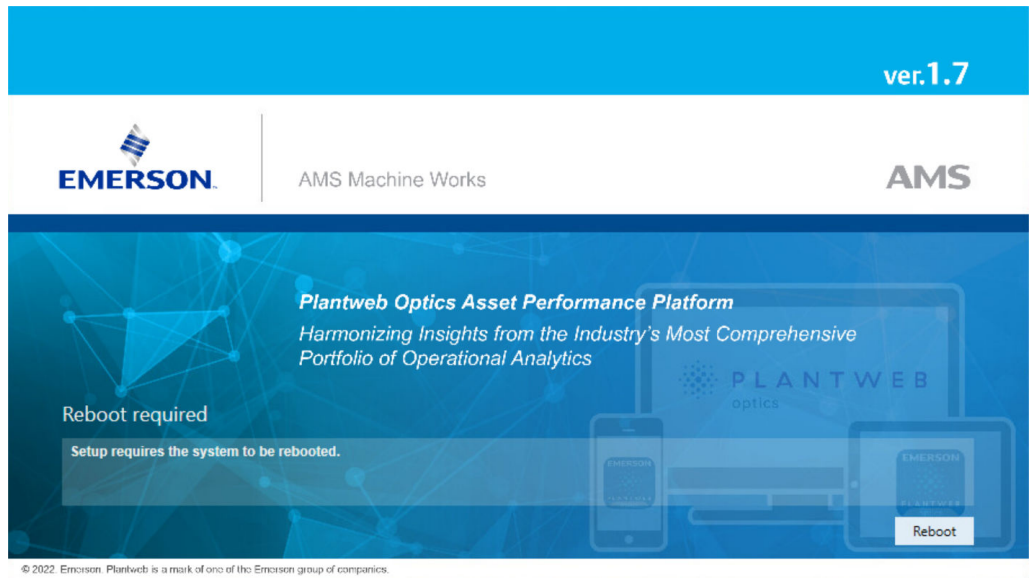 ver.1.7
EMERSON
AMS Machine Works
AMS
Plantweb Optics Asset Performance Platform
Harmonizing Insights from the Industry's Most Comprehensive
Portfolio of Operational Analytics
PLANTWEB
optics
Reboot required
Setup requires the system to be rebooted.
EMERSON
PLANTWEB
EMERSON
PLANTWEB
Reboot
© 2022. Emerson. Plantweb is a mark of one of the Emerson group of companies.